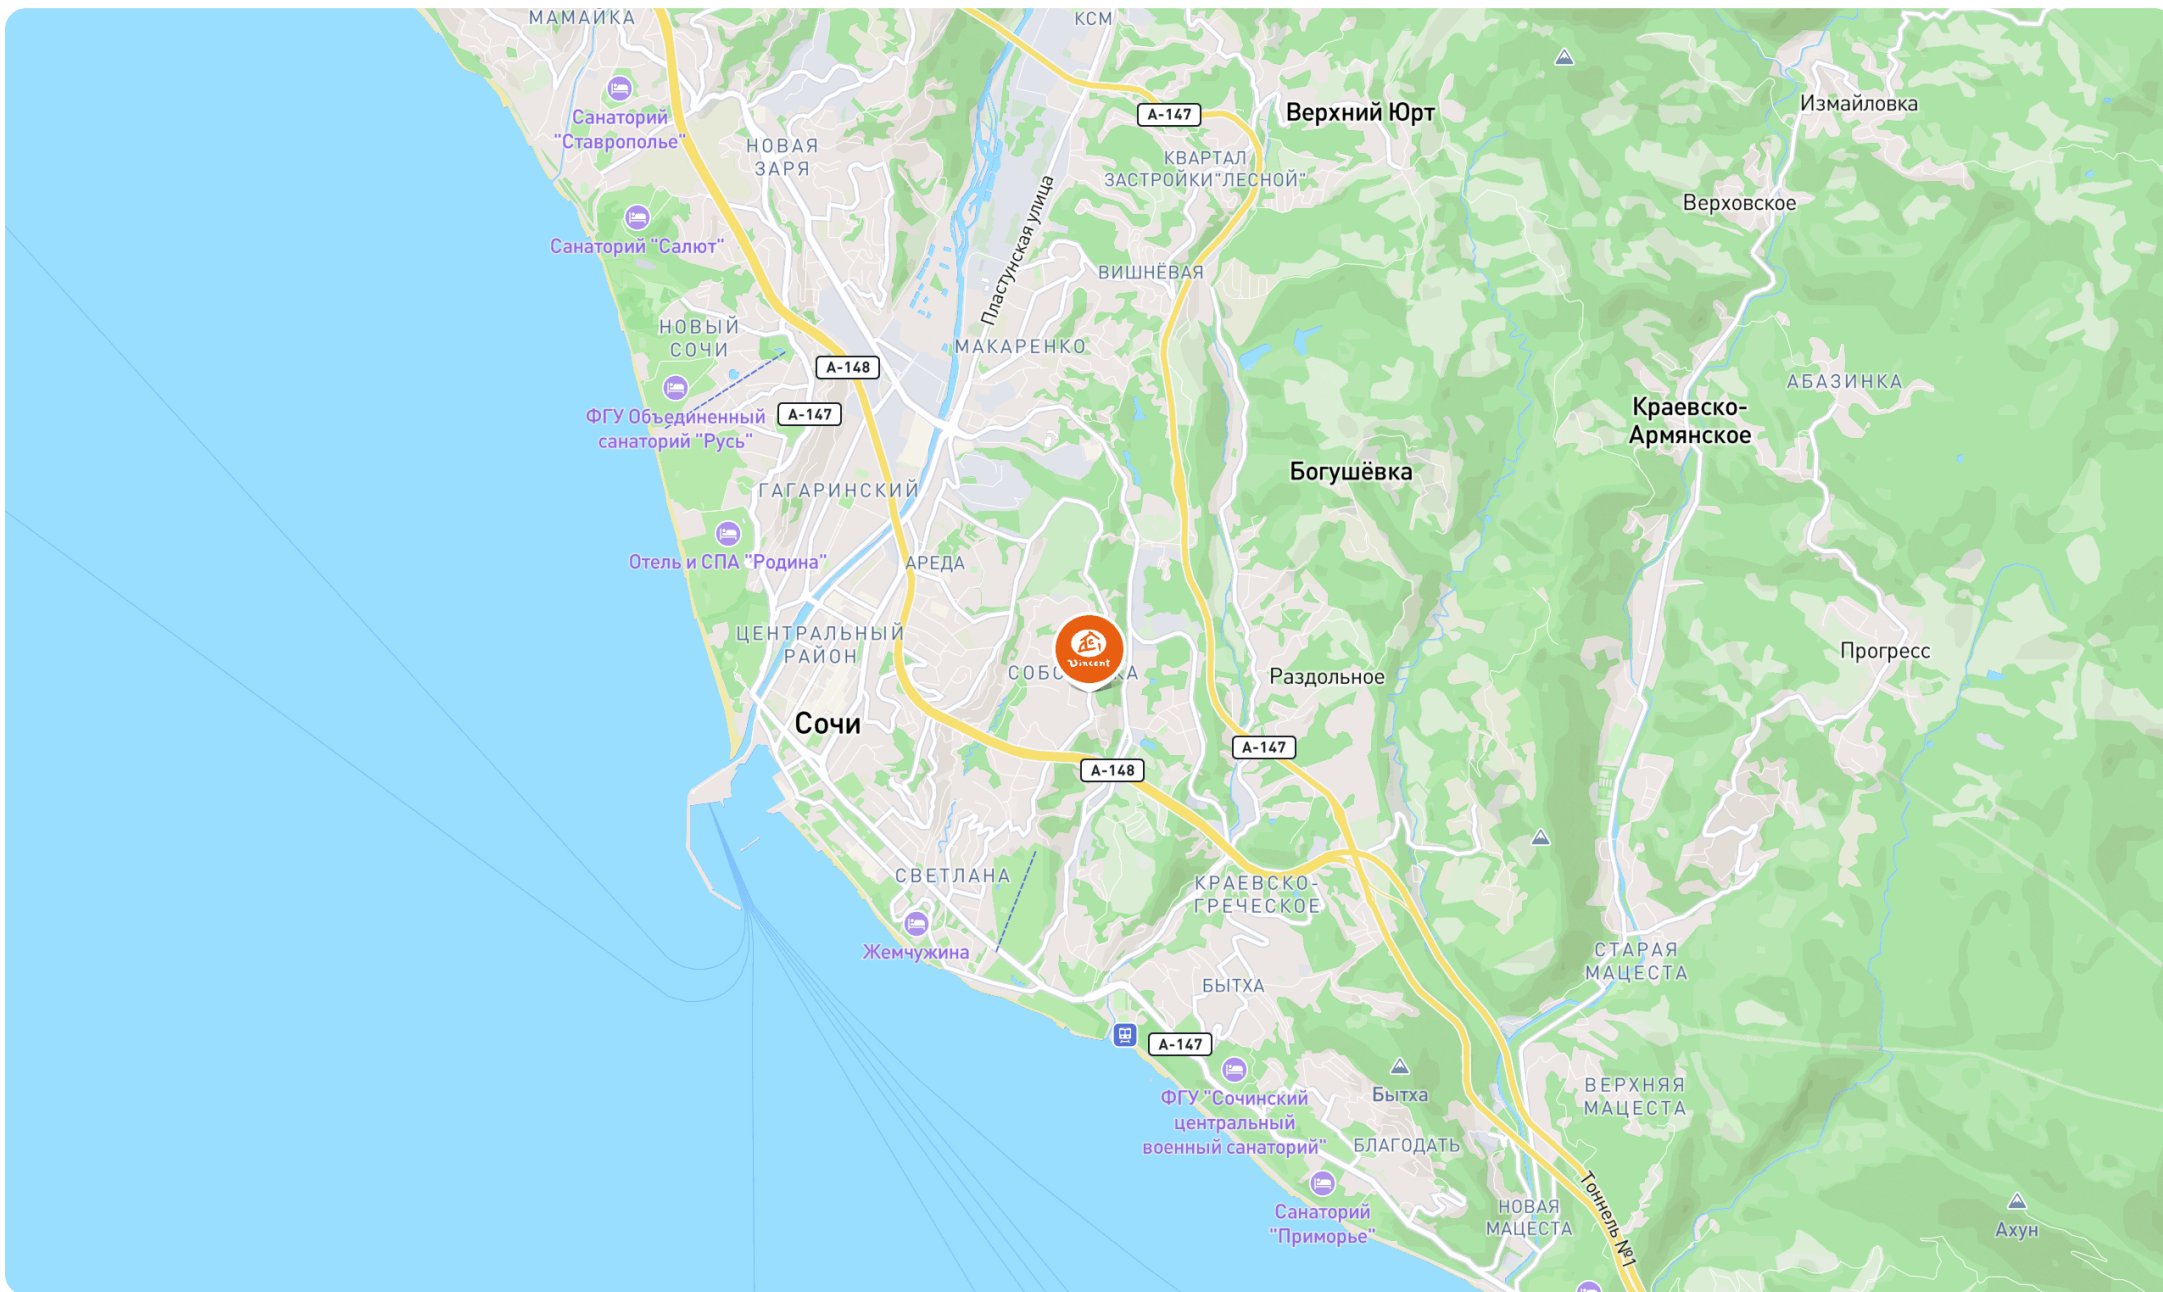 МАМАЙКА
КСМ
Санаторий
"Ставрополье"
А-147
Верхний Юрт
Измайловка
НОВАЯ
ЗАРЯ
КВАРТАЛ
ЗАСТРОЙКИ"ЛЕСНОЙ"
Верховское
Пластунская улица
Санаторий "Салют"
ВИШНЁВАЯ
НОВЫЙ
СОЧИ
МАКАРЕНКО
А-148
АБАЗИНКА
ФГУ Объединенный
санаторий "Русь"
А-147
Краевско-
Армянское
Богушёвка
ГАГАРИНСКИЙ
Отель и СПА "Родина"
АРЕДА
ЦЕНТРАЛЬНЫЙ
РАЙОН
Vincent
Прогресс
Раздольное
Сочи
А-147
А-148
СВЕТЛАНА
КРАЕВСКО-
ГРЕЧЕСКОЕ
Жемчужина
СТАРАЯ
МАЦЕСТА
БЫТХА
А-147
ФГУ "Сочинский
центральный
военный санаторий"
Бытха
ВЕРХНЯЯ
МАЦЕСТА
БЛАГОДАТЬ
Санаторий
"Приморье"
НОВАЯ
МАЦЕСТА
Тоннель №1
Ахун